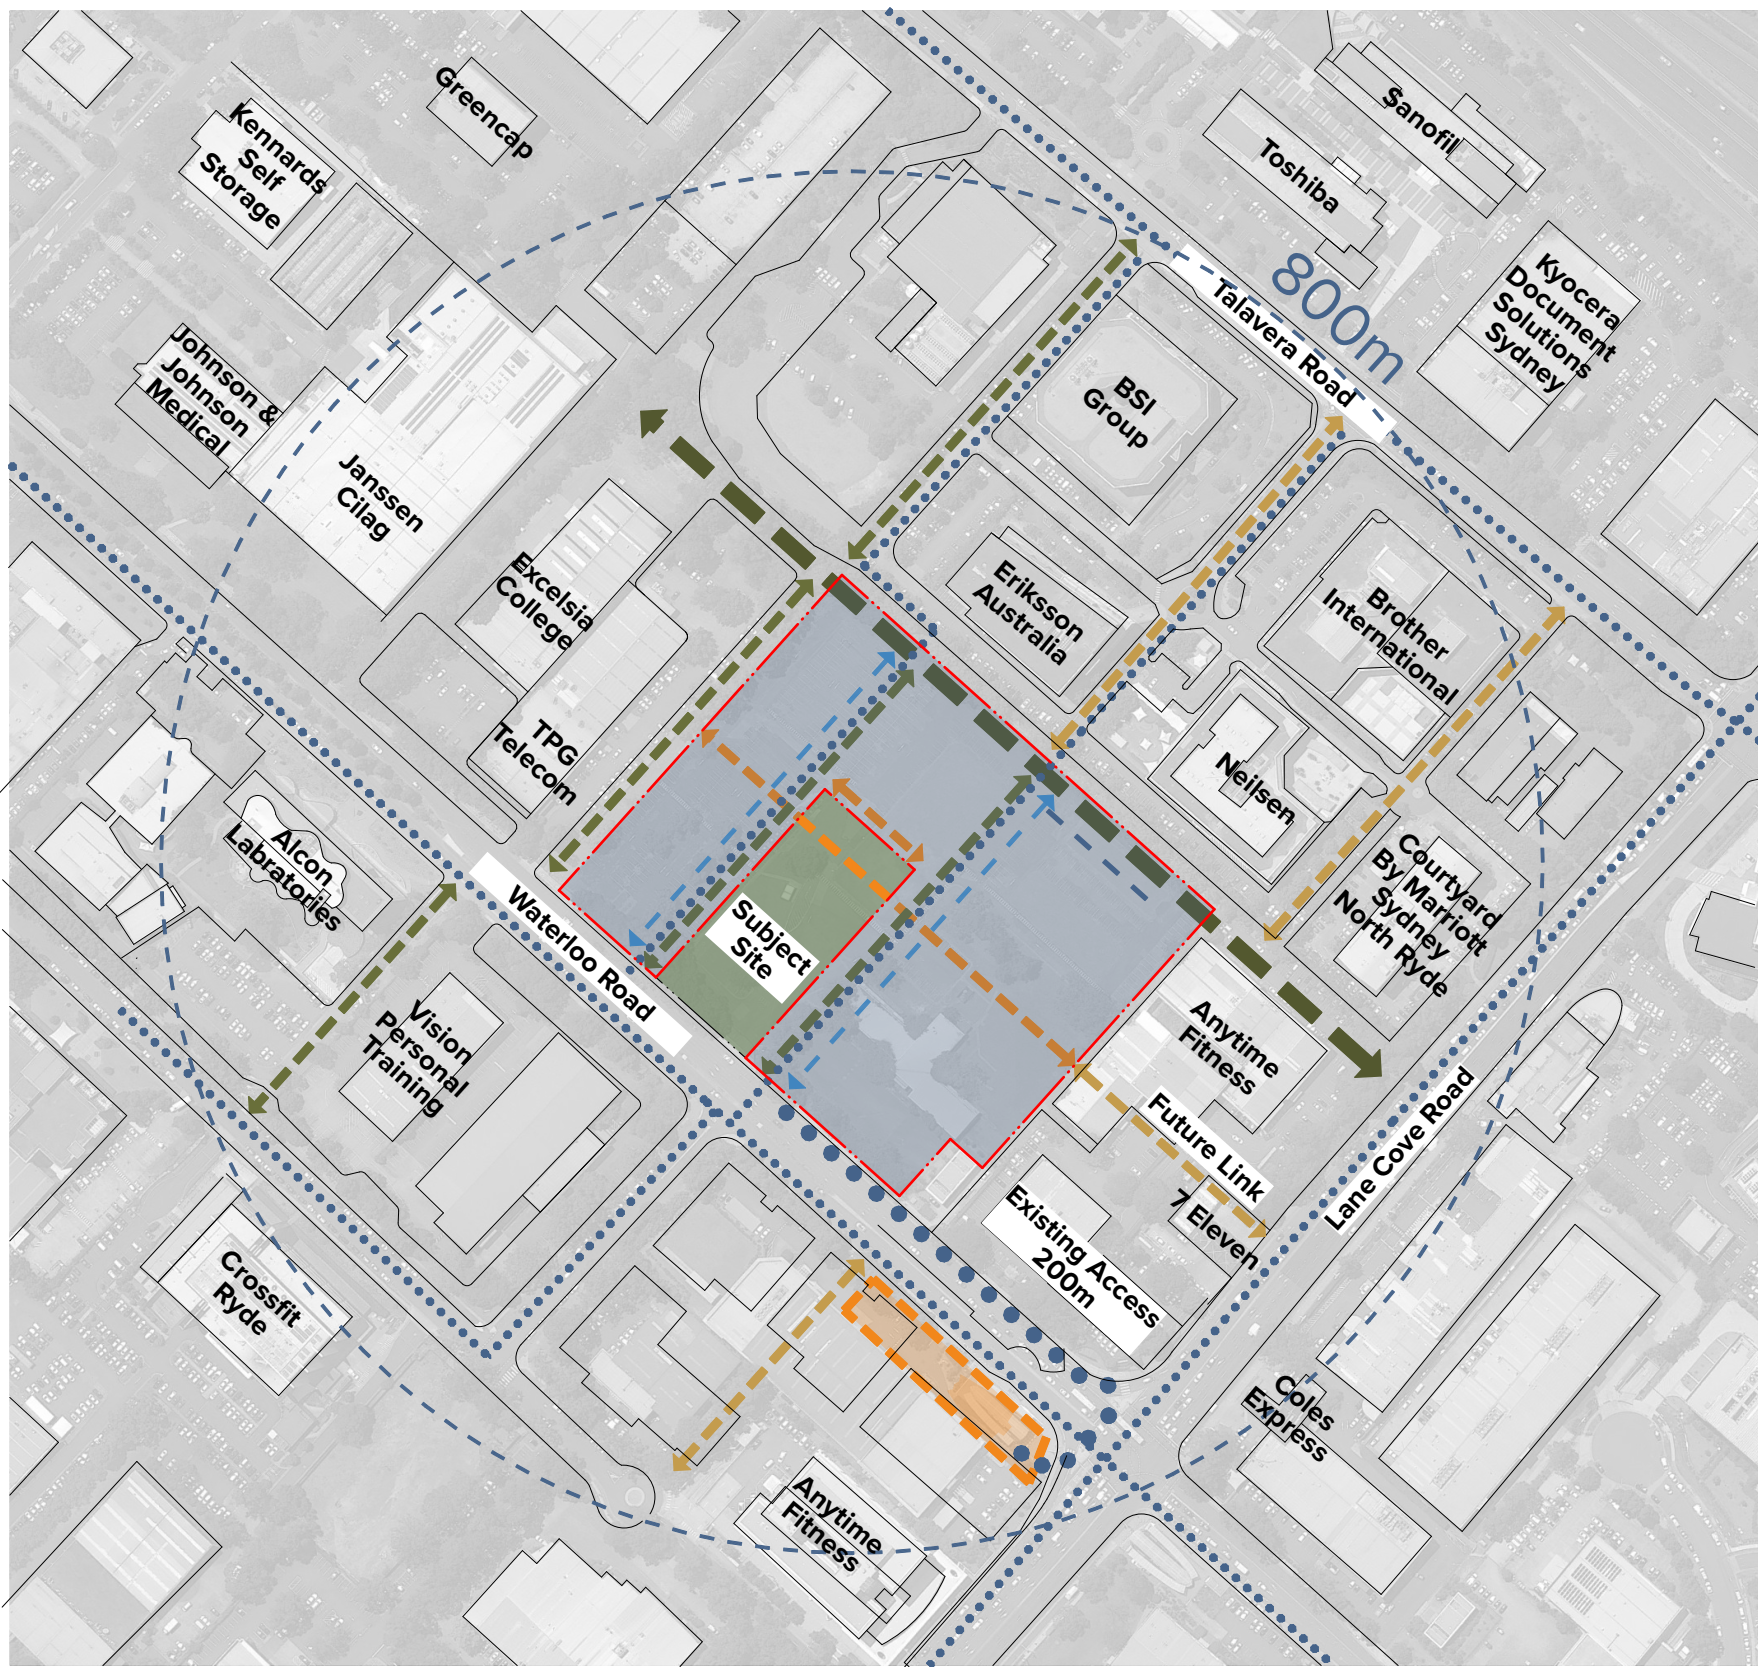 Greencap
Kennards
Self
Storage
Sanofil
Toshiba
Kyocera
Document
Solutions
Sydney
800m
Talavera Road
Johnson &
Johnson
Medical
BSI
Group
Janssen
Cilag
Excelsia
College
Eriksson
Australia
Brother
International
TPG
Telecom
Neilsen
Alcon
Labratories
Courtyard
By Marriott
Sydney
North Ryde
Waterloo Road
Subject
Site
Vision
Personal
Training
Anytime
Fitness
Future Link
Lane Cove Road
7 Eleven
Existing Access
200m
Crossfit
Ryde
Coles
Express
Anytime
Fitness